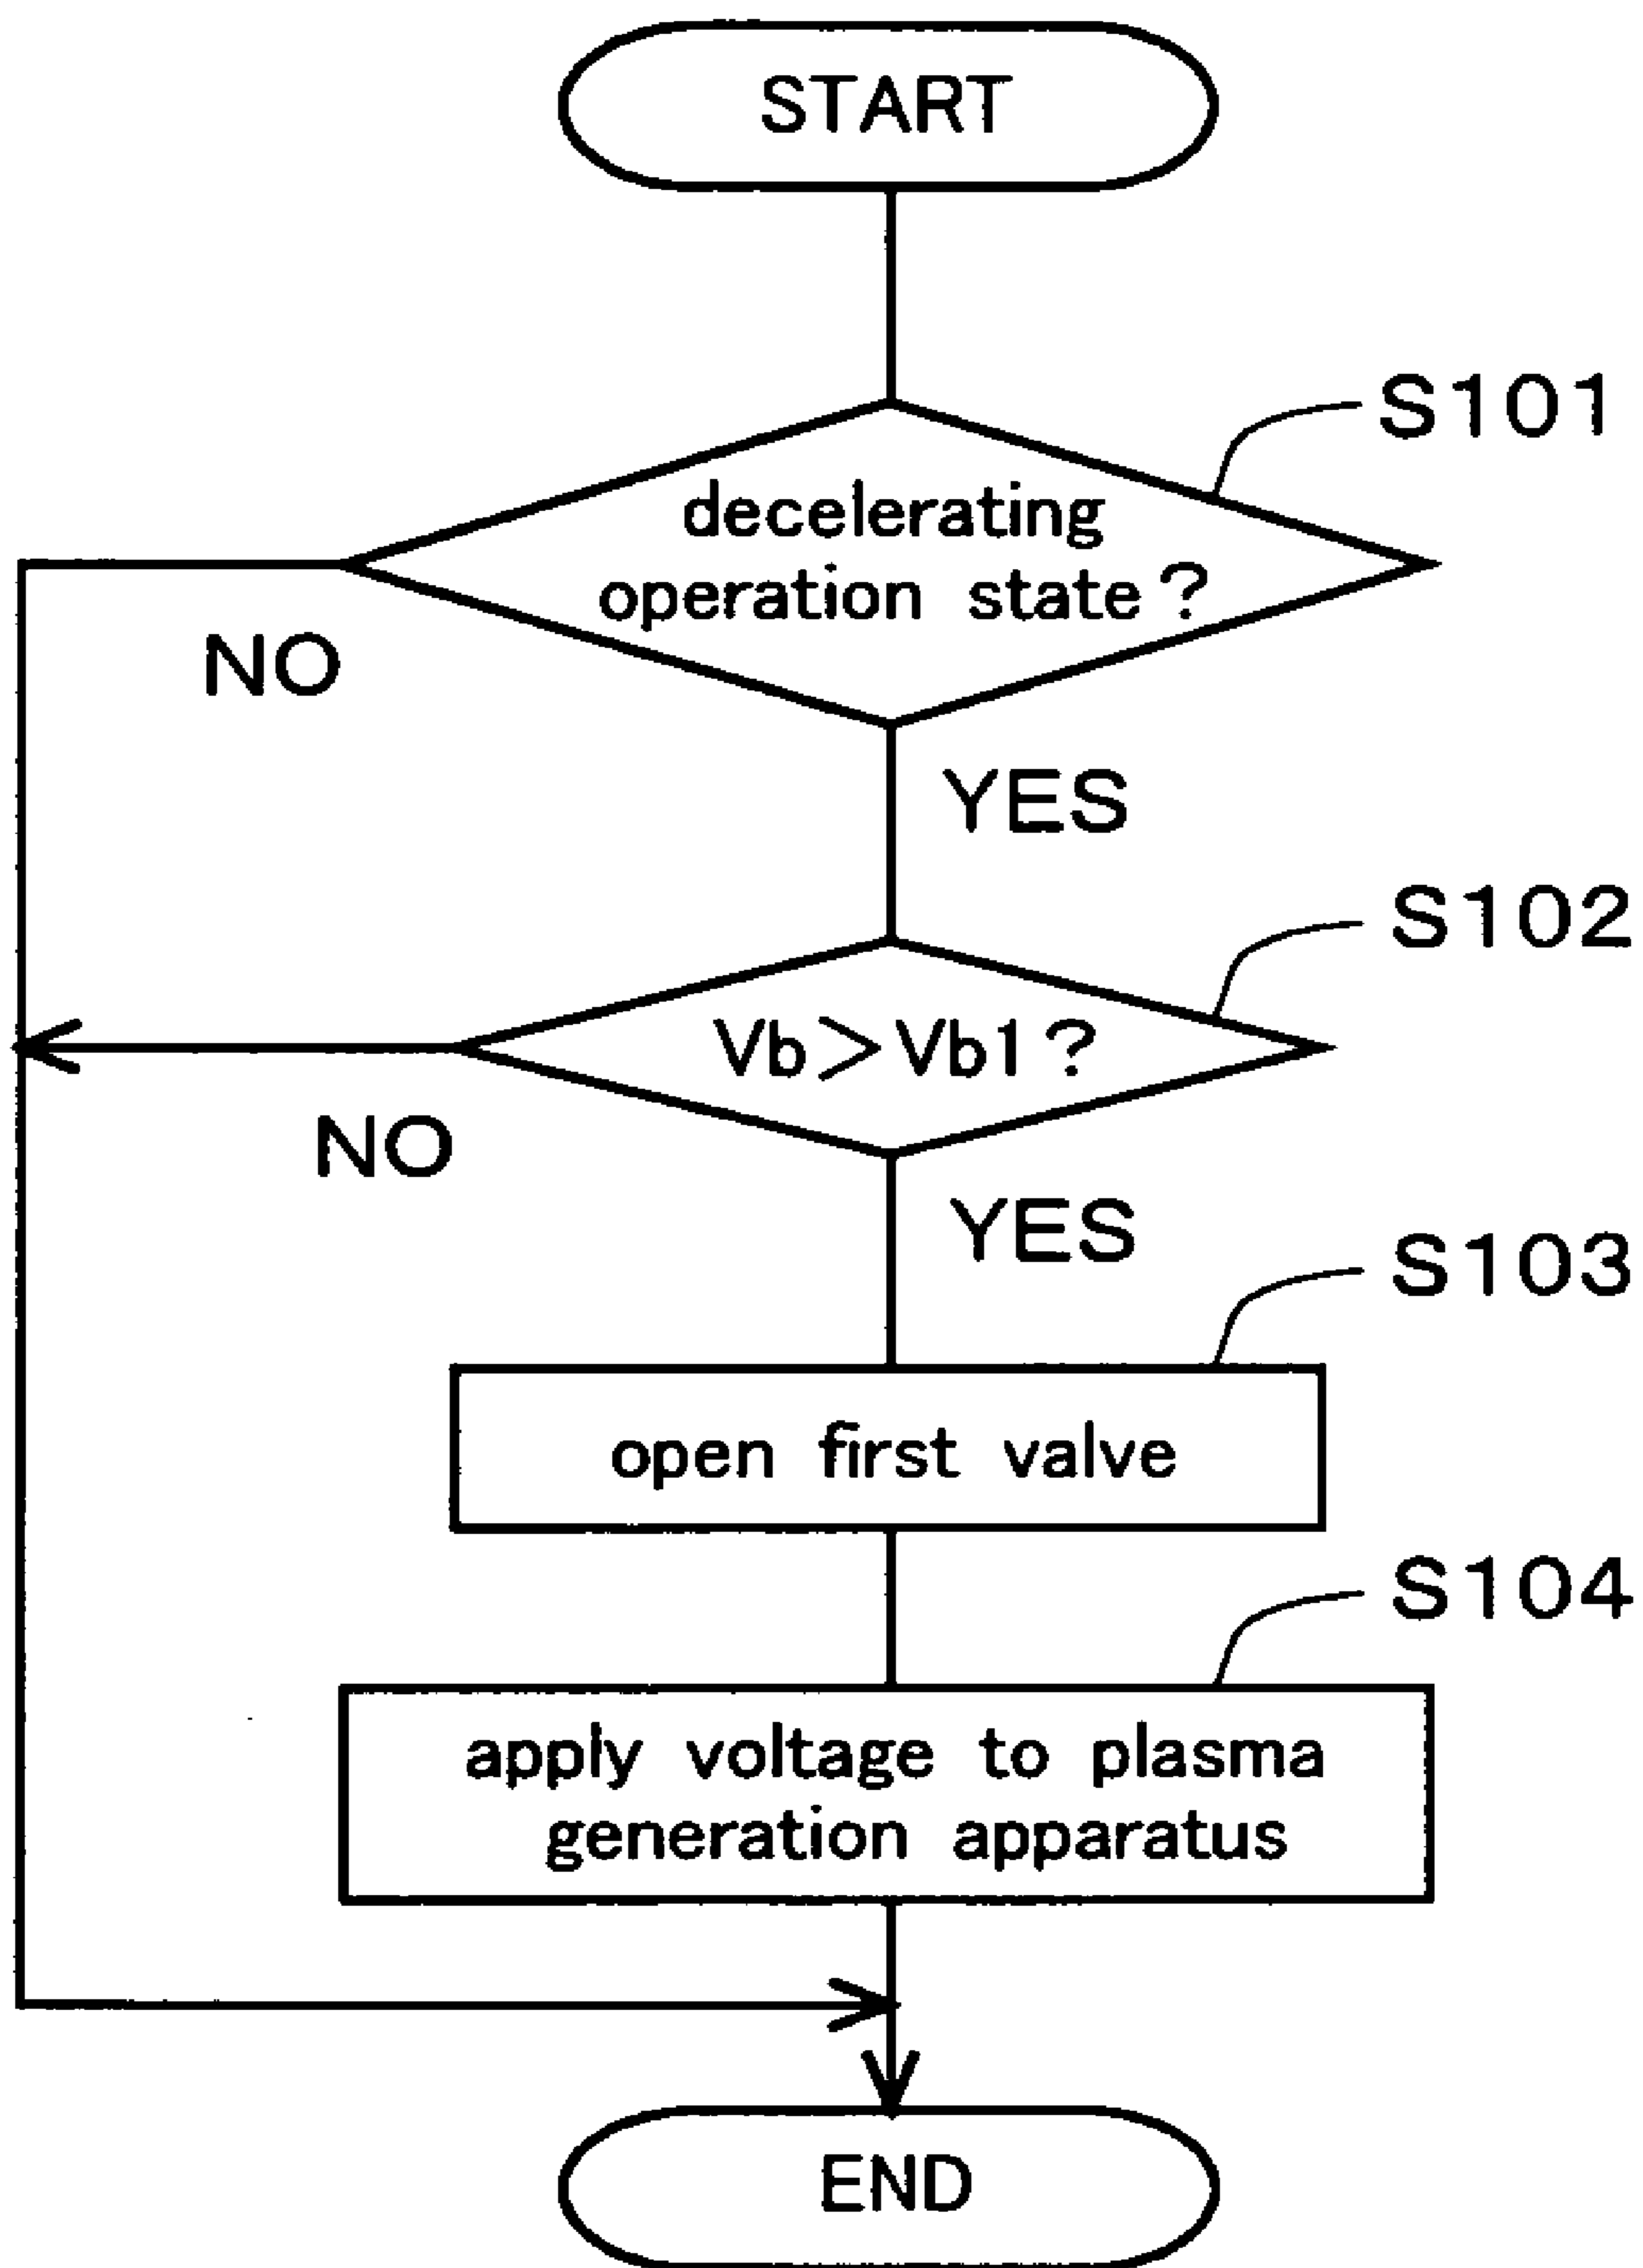 START
S101
decelerating
operation state?
NO
YES
S102
Vb>Vb1?
NO
YES
S103
open first valve
S104
apply voltage to plasma
generation apparatus
END